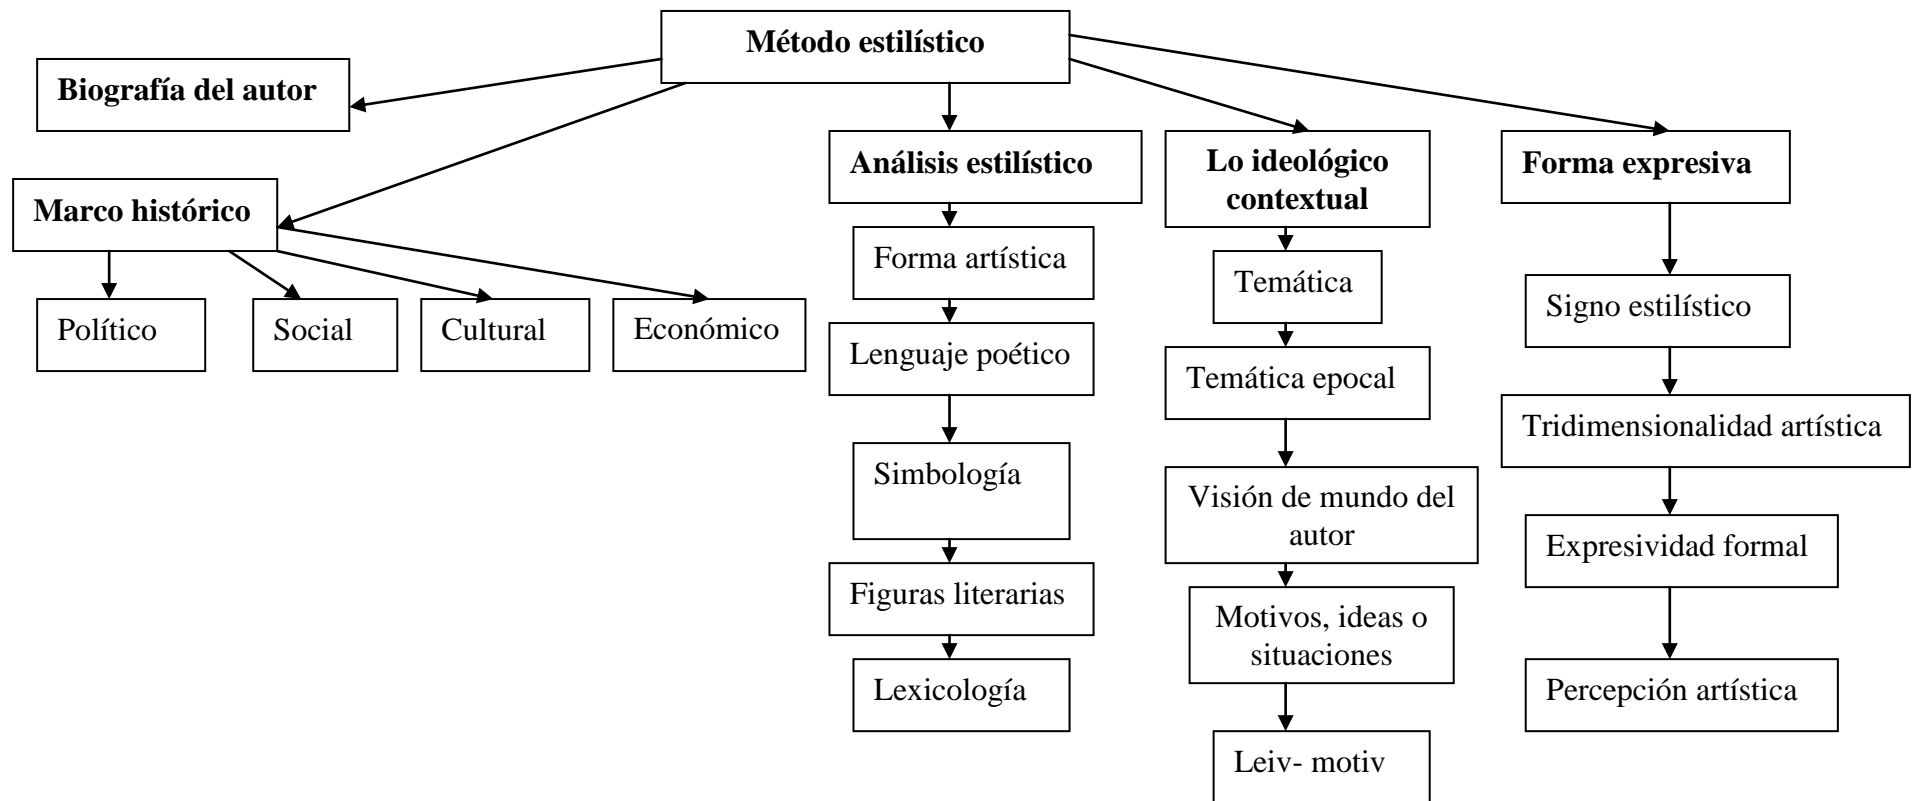 Método estilístico
Biografía del autor
Marco histórico
Político
Social
Cultural
Económico
Análisis estilístico
Forma artística
Lenguaje poético
Simbología
Figuras literarias
Lexicología
Lo ideológico
contextual
Temática
Temática epocal
Visión de mundo del
autor
Motivos, ideas o
situaciones
Leiv- motiv
Forma expresiva
Signo estilístico
Tridimensionalidad artística
Expresividad formal
Percepción artística